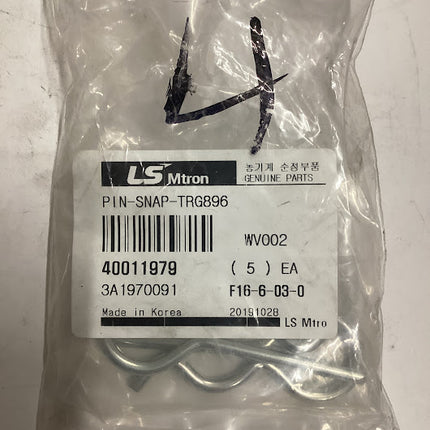 4
LS Mtron
농기계 순정부품
GENUINE PARTS
PIN-SNAP-TRG896
WV002
40011979
( 5 ) EA
3A1970091
F16-6-03-0
Made in Korea
20191028
LS Mtro